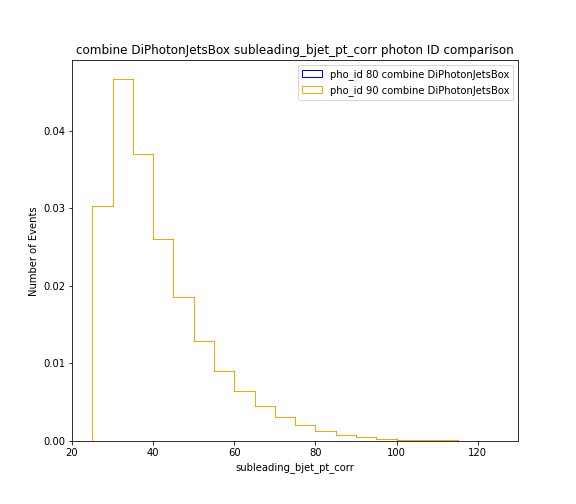 combine DiPhotonJetsBox subleading_bjet_pt_corr photon ID comparison
pho_id 80 combine DiPhotonJetsBox
pho_id 90 combine DiPhotonJetsBox
Number of Events
0.04
0.03
0.02
0.01
0.00
20 40 60 80 100 120
subleading_bjet_pt_corr